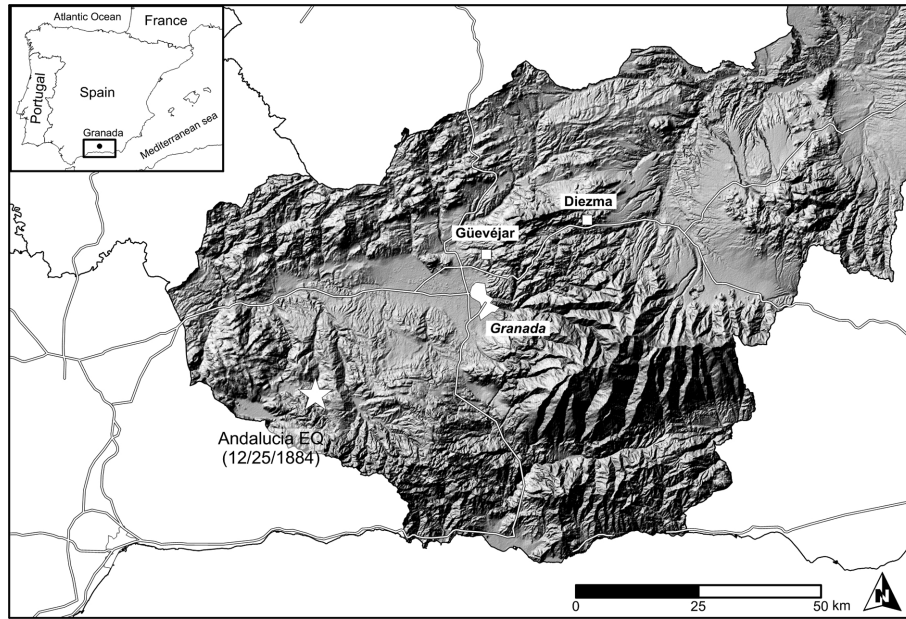 Atlantic Ocean
France
Portugal
Spain
Granada
Mediterranean sea
Diezma
Güevéjar
Granada
Andalucia EQ
(12/25/1884)
0
25
50 km
N